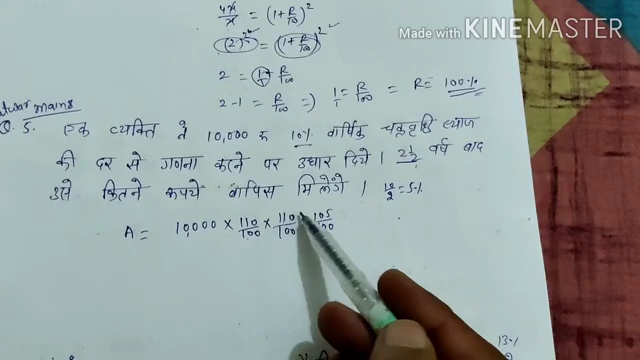 Made with KINEMASTER
4x/x = (1+R/100)²
(2)² = (1+R/100)²
2 = 1/1 + R/100
2-1 = R/100 => 1/1 = R/100 = R = 100%
mains
Q.5. एक व्यक्ति ने 10,000 रु 10% वार्षिक चक्रवृद्धि ब्याज
की दर से गणना करने पर उधार दिये। 2 1/2 वर्ष बाद
उसे कितने रूपये वापिस मिलेगे। 10/2 = 5%
A = 10,000 × 110/100 × 110/100 × 105/100
13%